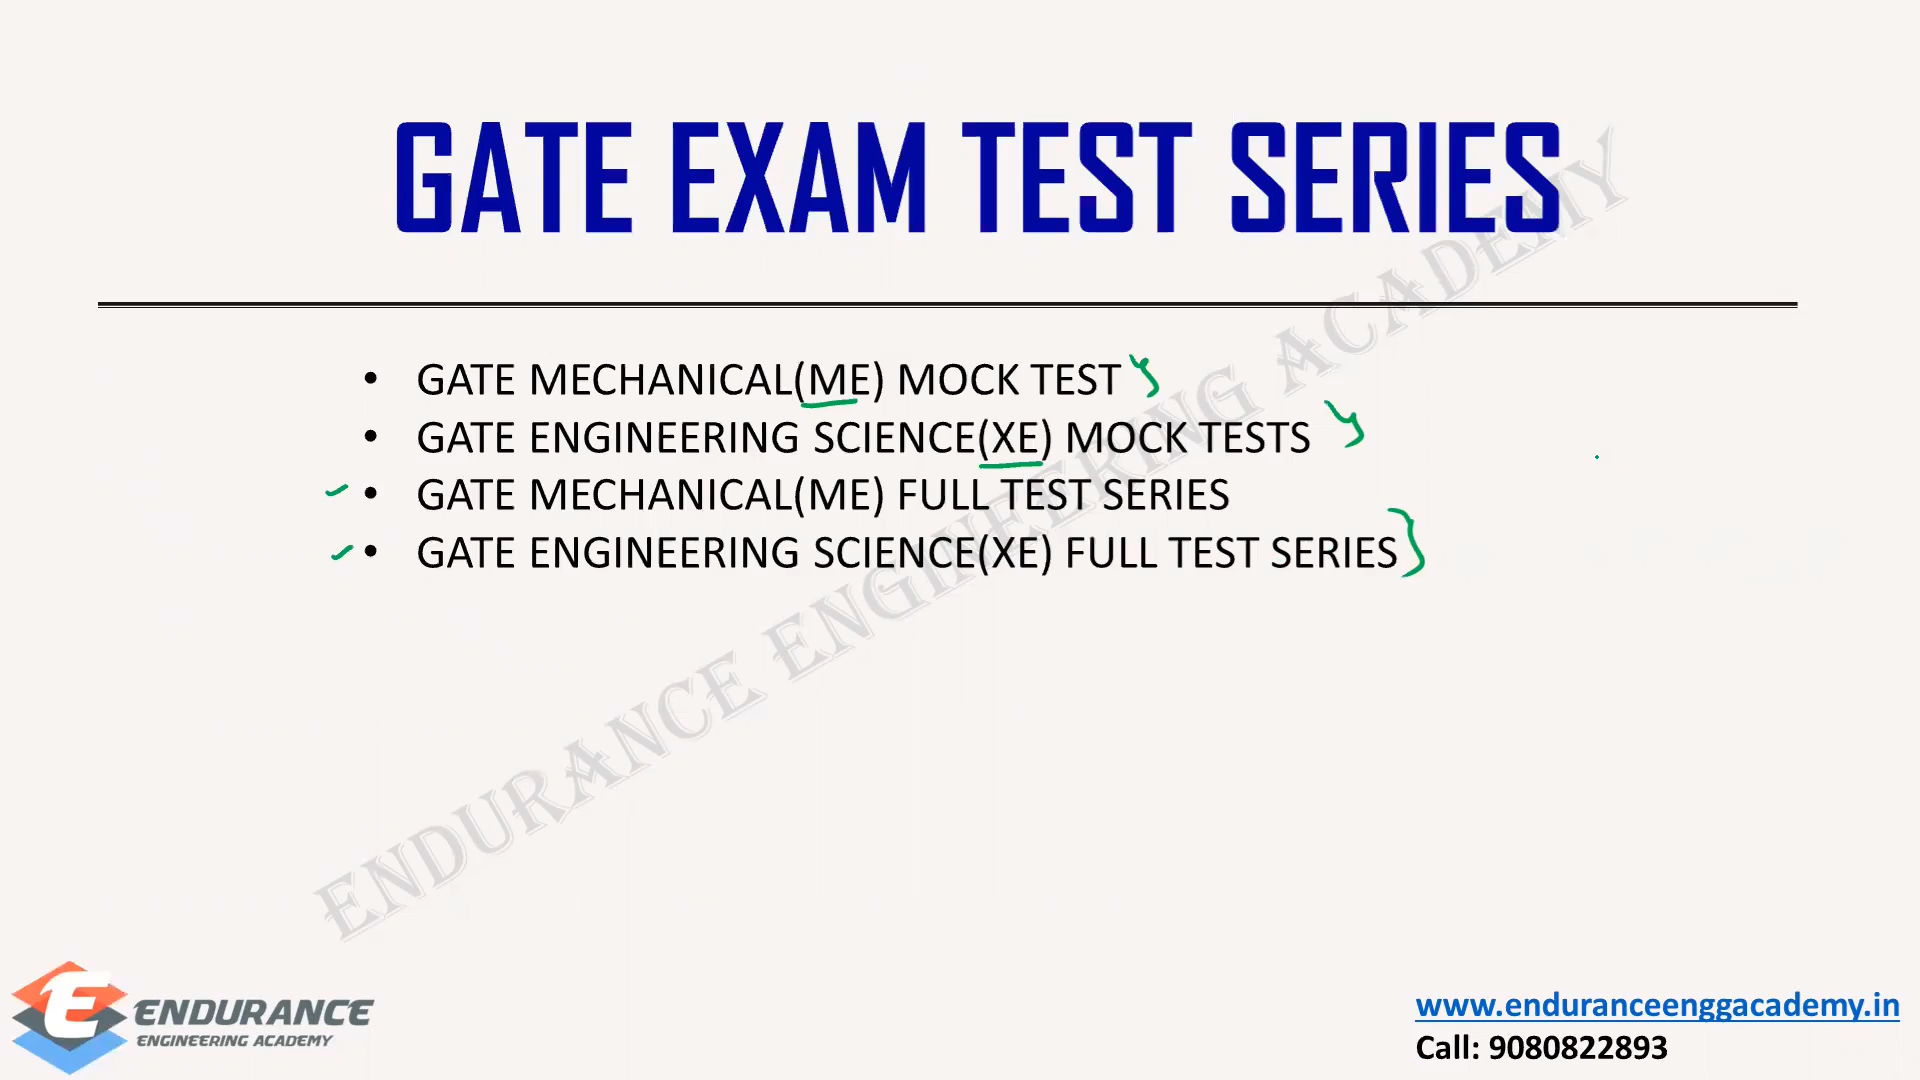 GATE EXAM TEST SERIES
• GATE MECHANICAL(ME) MOCK TEST
• GATE ENGINEERING SCIENCE(XE) MOCK TESTS
• GATE MECHANICAL(ME) FULL TEST SERIES
• GATE ENGINEERING SCIENCE(XE) FULL TEST SERIES
ENDURANCE ENGINEERING ACADEMY
E ENDURANCE
ENGINEERING ACADEMY
www.enduranceenggacademy.in
Call: 9080822893